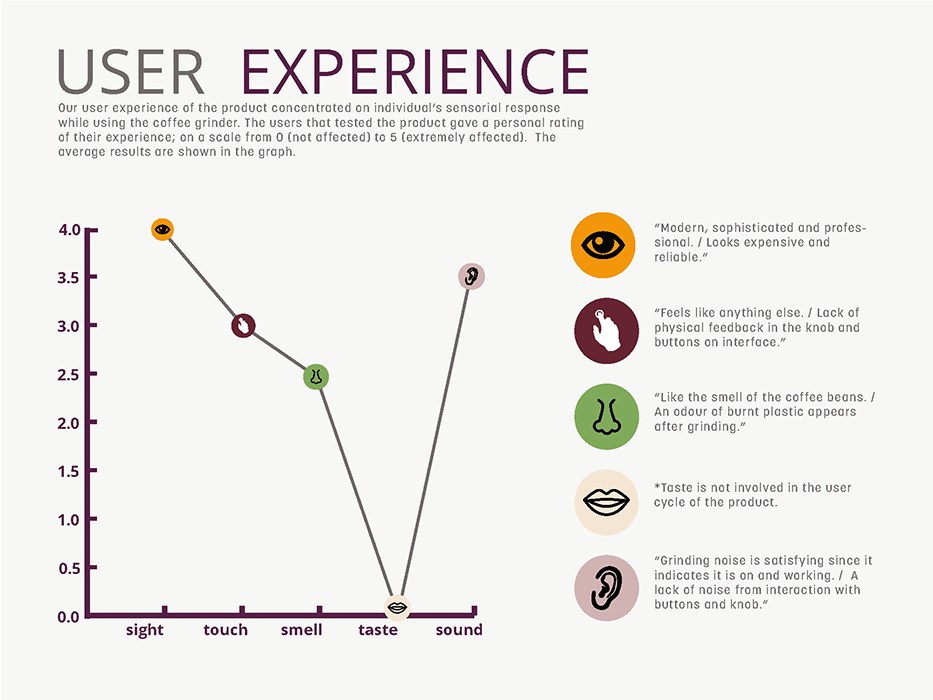 USER EXPERIENCE
Our user experience of the product concentrated on individual's sensorial response
while using the coffee grinder. The users that tested the product gave a personal rating
of their experience; on a scale from 0 (not affected) to 5 (extremely affected).  The
average results are shown in the graph.
4.0
3.5
3.0
2.5
2.0
1.5
1.0
0.5
0.0
sight
touch
smell
taste
sound
"Modern, sophisticated and profes-
sional. / Looks expensive and
reliable."
"Feels like anything else. / Lack of
physical feedback in the knob and
buttons on interface."
"Like the smell of the coffee beans. /
An odour of burnt plastic appears
after grinding."
*Taste is not involved in the user
cycle of the product.
"Grinding noise is satisfying since it
indicates it is on and working. /  A
lack of noise from interaction with
buttons and knob."